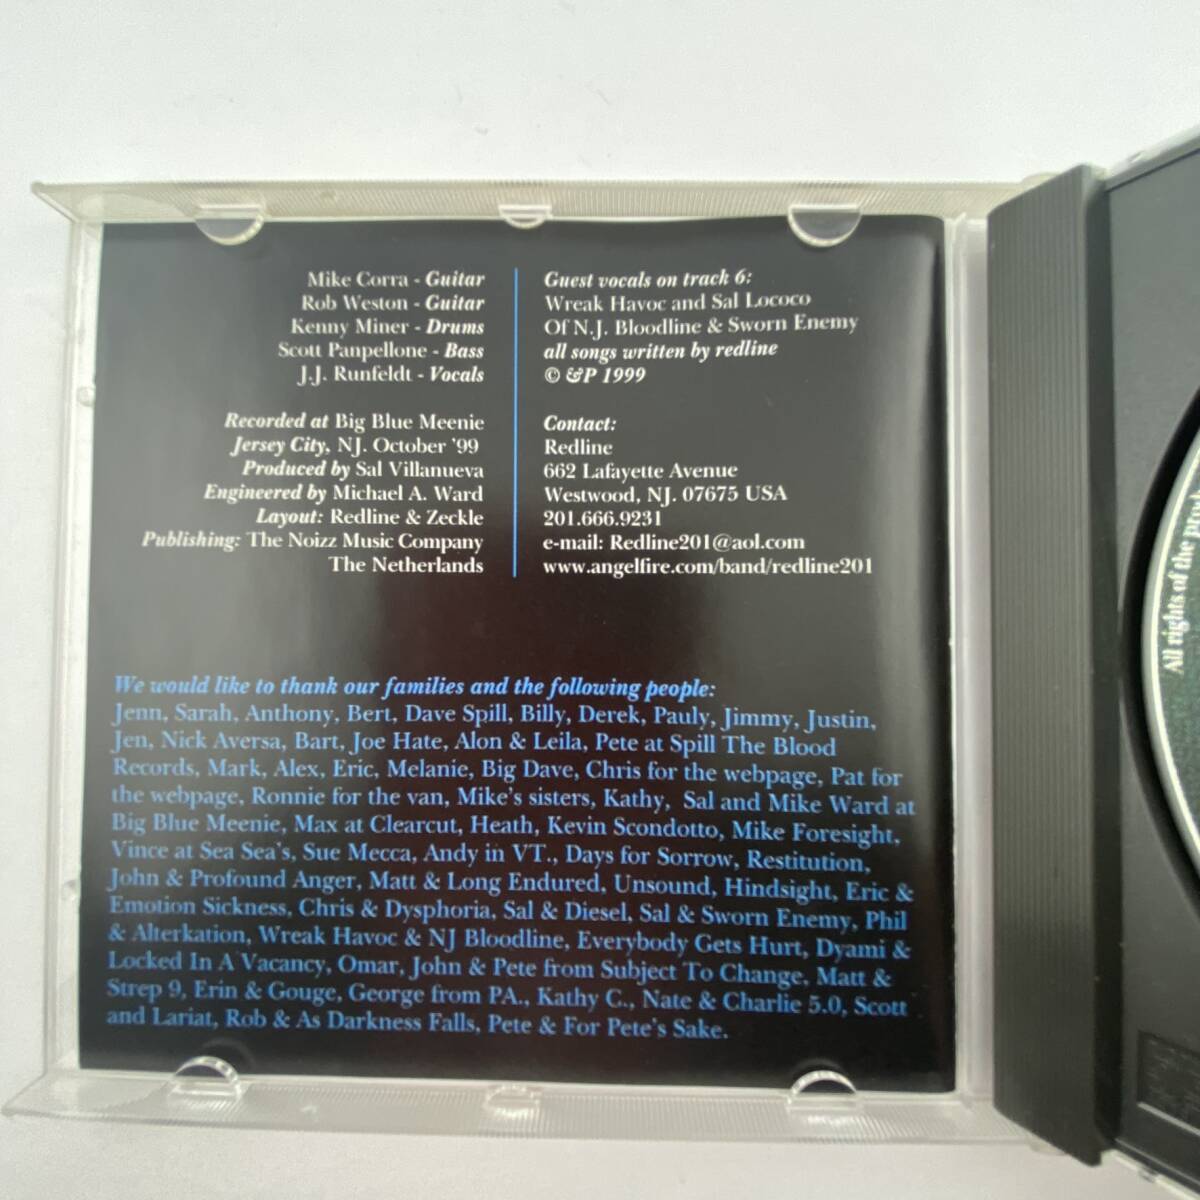 Mike Corra - Guitar
Rob Weston - Guitar
Kenny Miner - Drums
Scott Panpellone - Bass
J.J. Runfeldt - Vocals
Recorded at Big Blue Meenie
Jersey City, NJ. October '99
Produced by Sal Villanueva
Engineered by Michael A. Ward
Layout: Redline & Zeckle
Publishing: The Noizz Music Company
The Netherlands
Guest vocals on track 6:
Wreak Havoc and Sal Lococo
Of N.J. Bloodline & Sworn Enemy
all songs written by redline
© &P 1999
Contact:
Redline
662 Lafayette Avenue
Westwood, NJ. 07675 USA
201.666.9231
e-mail: Redline201@aol.com
www.angelfire.com/band/redline201
We would like to thank our families and the following people:
Jenn, Sarah, Anthony, Bert, Dave Spill, Billy, Derek, Pauly, Jimmy, Justin,
Jen, Nick Aversa, Bart, Joe Hate, Alon & Leila, Pete at Spill The Blood
Records, Mark, Alex, Eric, Melanie, Big Dave, Chris for the webpage, Pat for
the webpage, Ronnie for the van, Mike's sisters, Kathy, Sal and Mike Ward at
Big Blue Meenie, Max at Clearcut, Heath, Kevin Scondotto, Mike Foresight,
Vince at Sea Sea's, Sue Mecca, Andy in VT., Days for Sorrow, Restitution,
John & Profound Anger, Matt & Long Endured, Unsound, Hindsight, Eric &
Emotion Sickness, Chris & Dysphoria, Sal & Diesel, Sal & Sworn Enemy, Phil
& Alterkation, Wreak Havoc & NJ Bloodline, Everybody Gets Hurt, Dyami &
Locked In A Vacancy, Omar, John & Pete from Subject To Change, Matt &
Strep 9, Erin & Gouge, George from PA., Kathy C., Nate & Charlie 5.0, Scott
and Lariat, Rob & As Darkness Falls, Pete & For Pete's Sake.
All rights of the